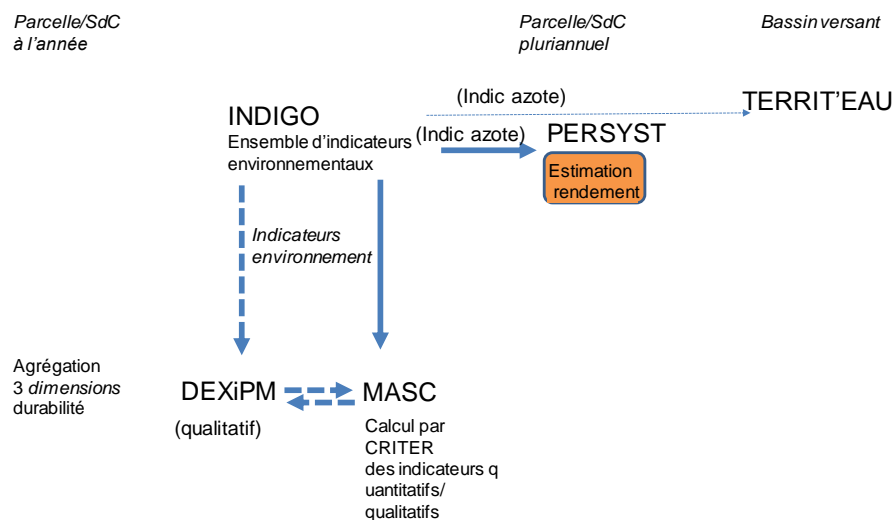 Parcelle/SdC
à l'année
Parcelle/SdC
pluriannuel
Bassin versant
INDIGO
Ensemble d'indicateurs
environnementaux
(Indic azote)
TERRIT'EAU
(Indic azote)
PERSYST
Estimation
rendement
Indicateurs
environnement
Agrégation
3 dimensions
durabilité
DEXiPM
(qualitatif)
MASC
Calcul par
CRITER
des indicateurs q
uantitatifs/
qualitatifs